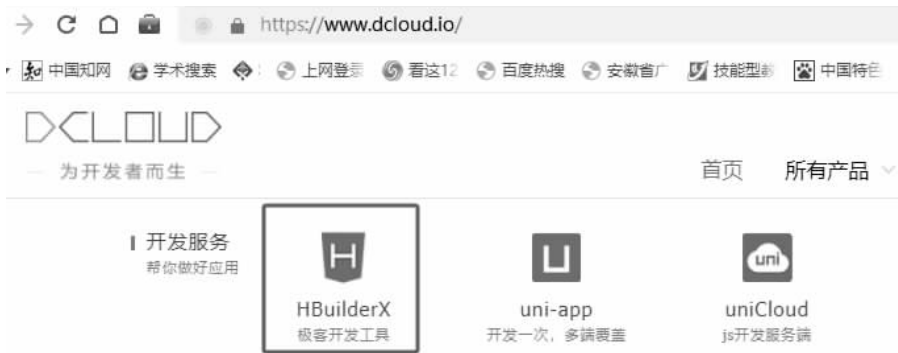 https://www.dcloud.io/
中国知网 学术搜索 上网登录 看这12 百度热搜 安徽省广 技能型教 中国特色
DCLOUD
为开发者而生
首页 所有产品
开发服务
帮你做好应用
H U uni
HBuilderX uni-app uniCloud
极客开发工具 开发一次，多端覆盖 js开发服务端